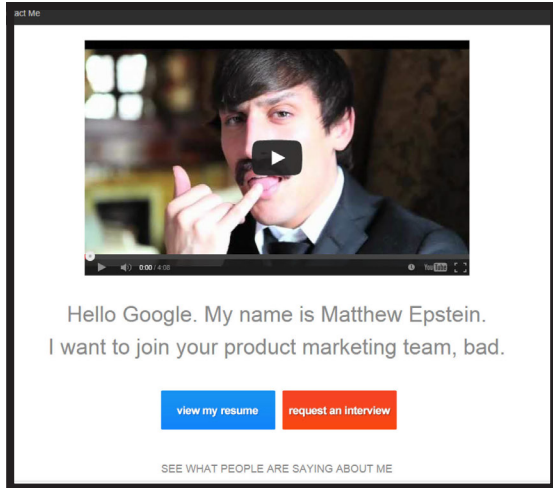 act Me
0:00 / 4:08
YouTube
Hello Google. My name is Matthew Epstein.
I want to join your product marketing team, bad.
view my resume
request an interview
SEE WHAT PEOPLE ARE SAYING ABOUT ME